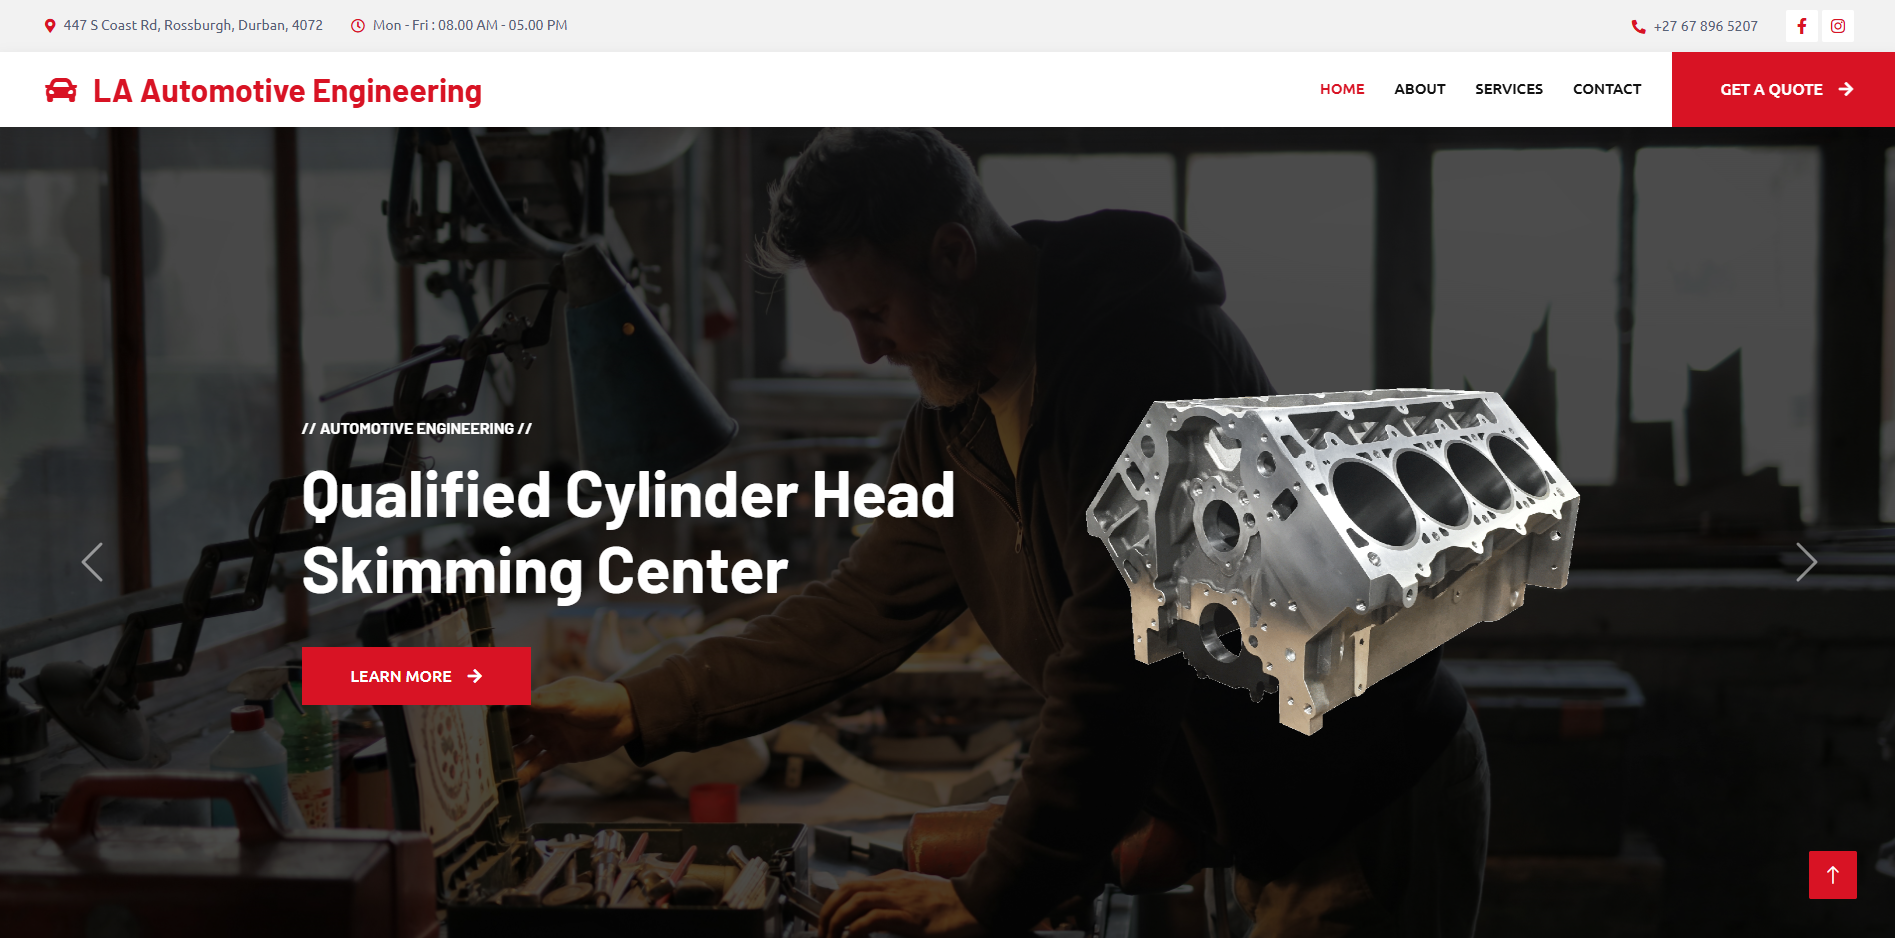 447 S Coast Rd, Rossburgh, Durban, 4072
Mon - Fri : 08.00 AM - 05.00 PM
+27 67 896 5207
LA Automotive Engineering
HOME
ABOUT
SERVICES
CONTACT
GET A QUOTE
// AUTOMOTIVE ENGINEERING //
Qualified Cylinder Head
Skimming Center
LEARN MORE